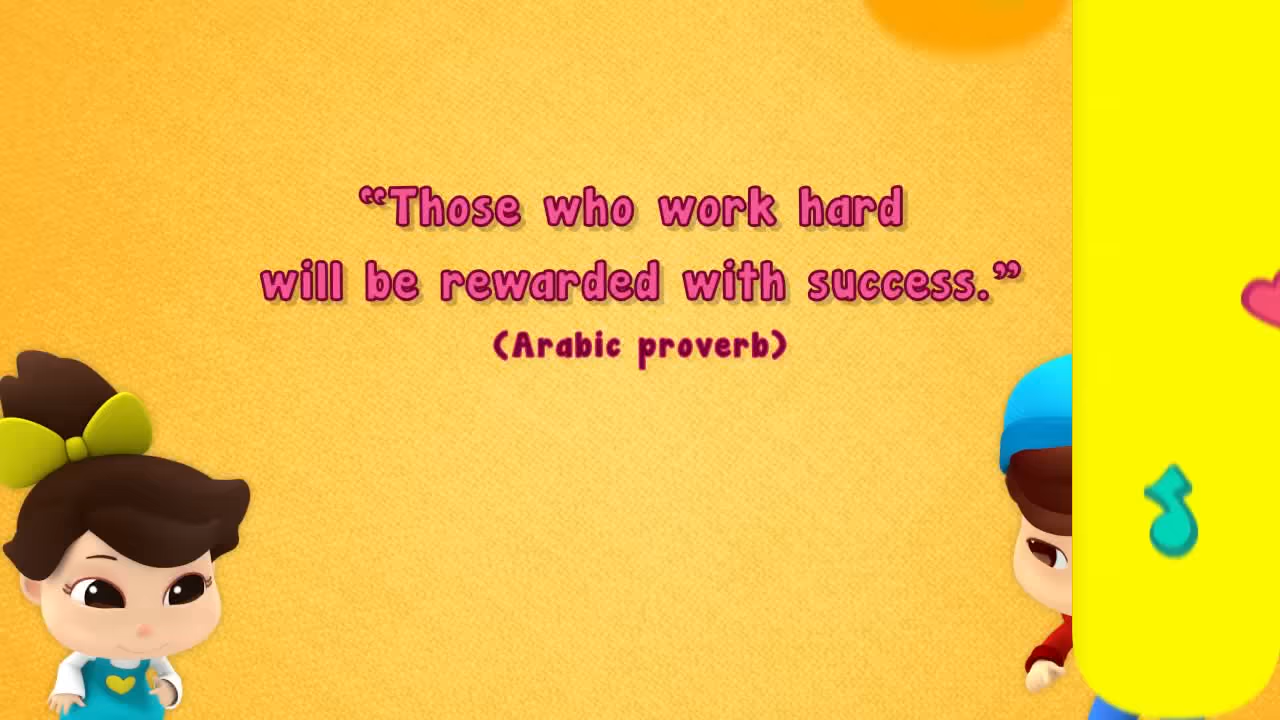 “Those who work hard
will be rewarded with success.”
(Arabic proverb)